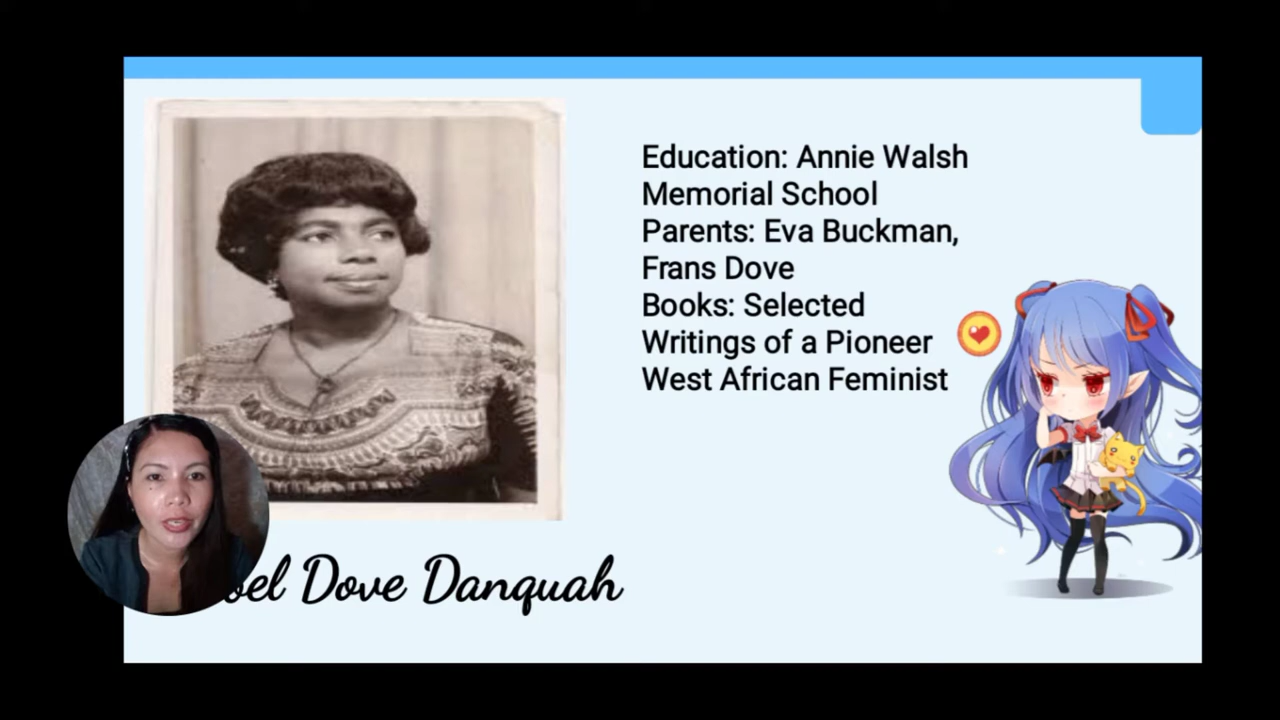 Education: Annie Walsh
Memorial School
Parents: Eva Buckman,
Frans Dove
Books: Selected
Writings of a Pioneer
West African Feminist
Dove Danquah